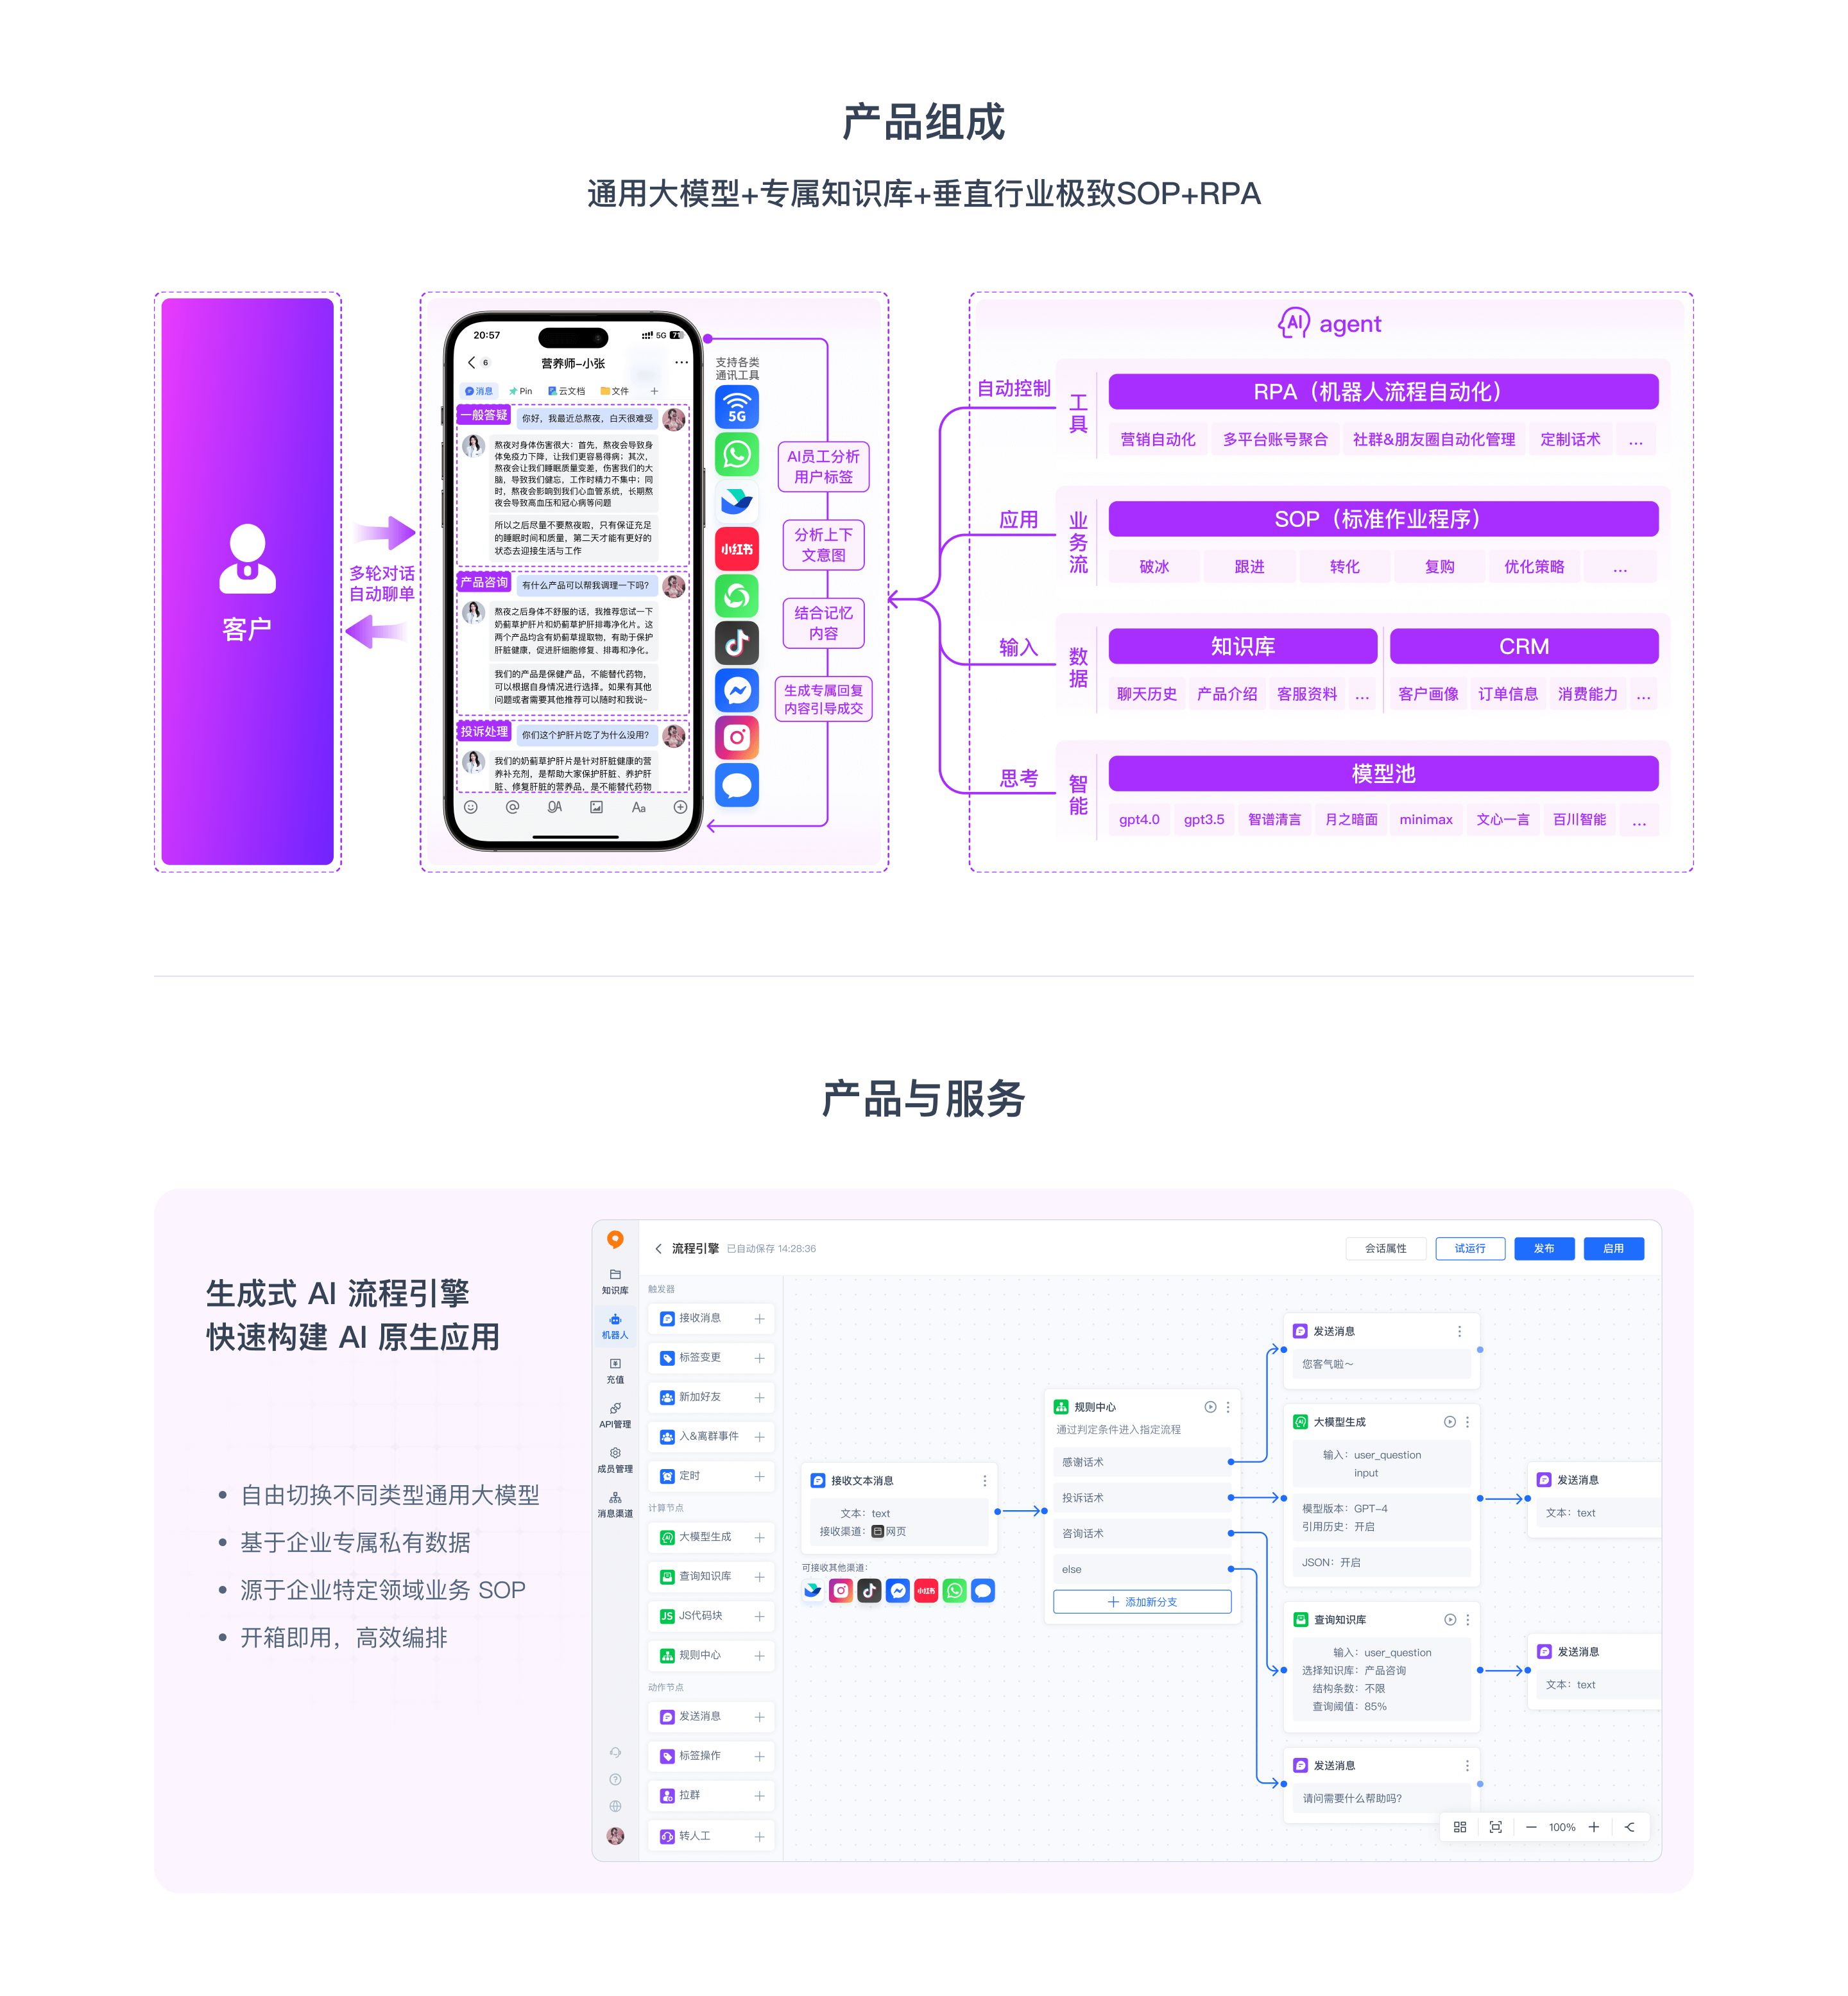 产品组成
通用大模型+专属知识库+垂直行业极致SOP+RPA
客户
多轮对话
自动聊单
20:57
5G
6
营养师-小张
消息
Pin
云文档
文件
一般答疑
你好，我最近总熬夜，白天很难受
熬夜对身体伤害很大：首先，熬夜会导致身
体免疫力下降，让我们更容易得病；其次，
熬夜会让我们睡眠质量变差，伤害我们的大
脑，导致我们健忘，工作时精力不集中；同
时，熬夜会影响到我们心血管系统，长期熬
夜会导致高血压和冠心病等问题
所以之后尽量不要熬夜啦，只有保证充足
的睡眠时间和质量，第二天才能有更好的
状态去迎接生活与工作
产品咨询
有什么产品可以帮我调理一下吗？
熬夜之后身体不舒服的话，我推荐您试一下
奶蓟草护肝片和奶蓟草护肝排毒净化片。这
两个产品均含有奶蓟草提取物，有助于保护
肝脏健康，促进肝细胞修复、排毒和净化。
我们的产品是保健产品，不能替代药物，
可以根据自身情况进行选择。如果有其他
问题或者需要其他推荐可以随时和我说~
投诉处理
你们这个护肝片吃了为什么没用？
我们的奶蓟草护肝片是针对肝脏健康的营
养补充剂，是帮助大家保护肝脏、养护肝
脏、修复肝脏的营养品，是不能替代药物
Aa
支持各类
通讯工具
5G
小红书
AI员工分析
用户标签
分析上下
文意图
结合记忆
内容
生成专属回复
内容引导成交
AI agent
自动控制
工具
RPA（机器人流程自动化）
营销自动化
多平台账号聚合
社群&朋友圈自动化管理
定制话术
...
应用
业务流
SOP（标准作业程序）
破冰
跟进
转化
复购
优化策略
...
输入
数据
知识库
CRM
聊天历史
产品介绍
客服资料
...
客户画像
订单信息
消费能力
...
思考
智能
模型池
gpt4.0
gpt3.5
智谱清言
月之暗面
minimax
文心一言
百川智能
...
产品与服务
生成式 AI 流程引擎
快速构建 AI 原生应用
自由切换不同类型通用大模型
基于企业专属私有数据
源于企业特定领域业务 SOP
开箱即用，高效编排
知识库
机器人
充值
API管理
成员管理
消息渠道
流程引擎
已自动保存 14:28:36
会话属性
试运行
发布
启用
触发器
接收消息
标签变更
新加好友
入&离群事件
定时
计算节点
大模型生成
查询知识库
JS代码块
规则中心
动作节点
发送消息
标签操作
拉群
转人工
接收文本消息
文本：text
接收渠道：网页
可接收其他渠道：
小红书
规则中心
通过判定条件进入指定流程
感谢话术
投诉话术
咨询话术
else
添加新分支
发送消息
您客气啦～
大模型生成
输入：user_question
input
模型版本：GPT-4
引用历史：开启
JSON：开启
查询知识库
输入：user_question
选择知识库：产品咨询
结构条数：不限
查询阈值：85%
发送消息
请问需要什么帮助吗？
发送消息
文本：text
发送消息
文本：text
100%